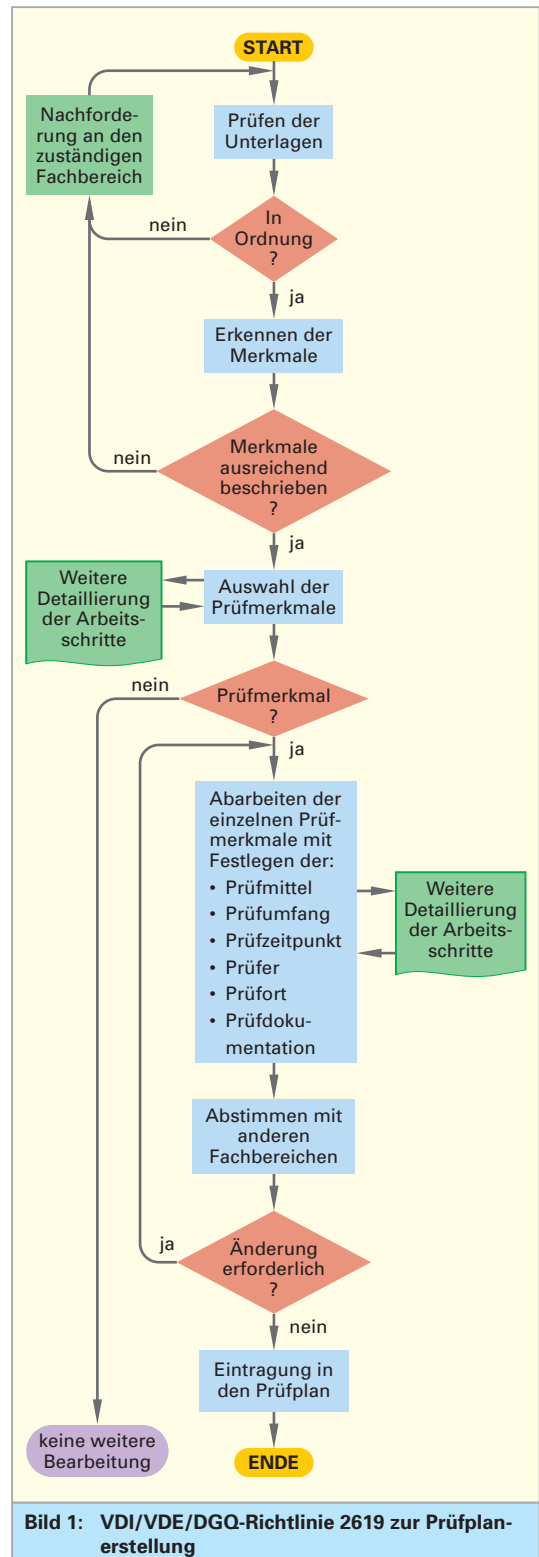 START
Nachforde-
rung an den
zuständigen
Fachbereich
Prüfen der
Unterlagen
nein
In
Ordnung
?
ja
Erkennen der
Merkmale
nein
Merkmale
ausreichend
beschrieben
?
ja
Weitere
Detaillierung
der Arbeits-
schritte
Auswahl der
Prüfmerkmale
nein
Prüfmerkmal
?
ja
Abarbeiten der
einzelnen Prüf-
merkmale mit
Festlegen der:
• Prüfmittel
• Prüfumfang
• Prüfzeitpunkt
• Prüfer
• Prüfort
• Prüfdoku-
mentation
Weitere
Detaillierung
der Arbeits-
schritte
Abstimmen mit
anderen
Fachbereichen
ja
Änderung
erforderlich
?
nein
Eintragung in
den Prüfplan
keine weitere
Bearbeitung
ENDE
Bild 1: VDI/VDE/DGQ-Richtlinie 2619 zur Prüfplan-
erstellung